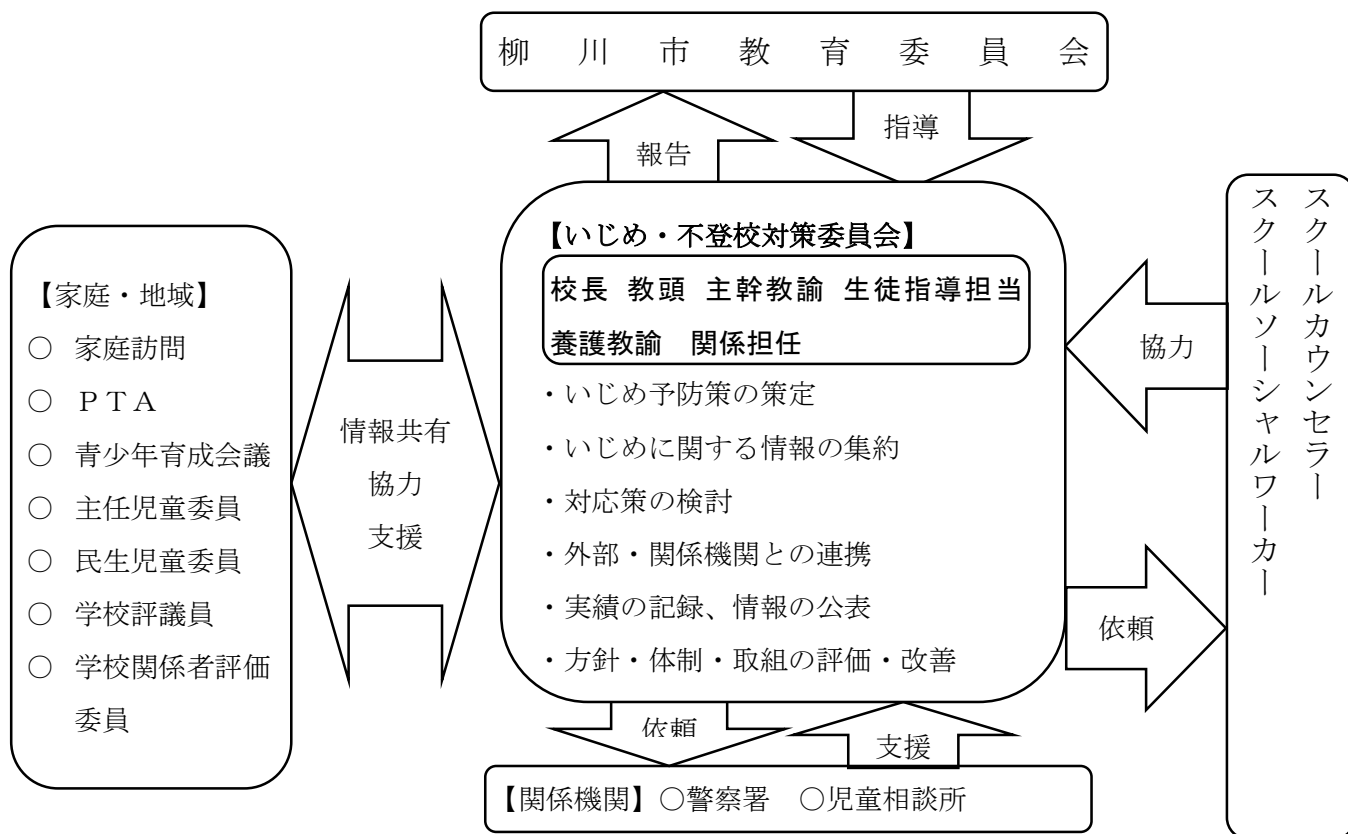 柳川市教育委員会
報告
指導
【いじめ・不登校対策委員会】
校長 教頭 主幹教諭 生徒指導担当
養護教諭 関係担任
・いじめ予防策の策定
・いじめに関する情報の集約
・対応策の検討
・外部・関係機関との連携
・実績の記録、情報の公表
・方針・体制・取組の評価・改善
【家庭・地域】
○ 家庭訪問
○ ＰＴＡ
○ 青少年育成会議
○ 主任児童委員
○ 民生児童委員
○ 学校評議員
○ 学校関係者評価
委員
情報共有
協力
支援
協力
依頼
スクールカウンセラー
スクールソーシャルワーカー
依頼
支援
【関係機関】○警察署 ○児童相談所